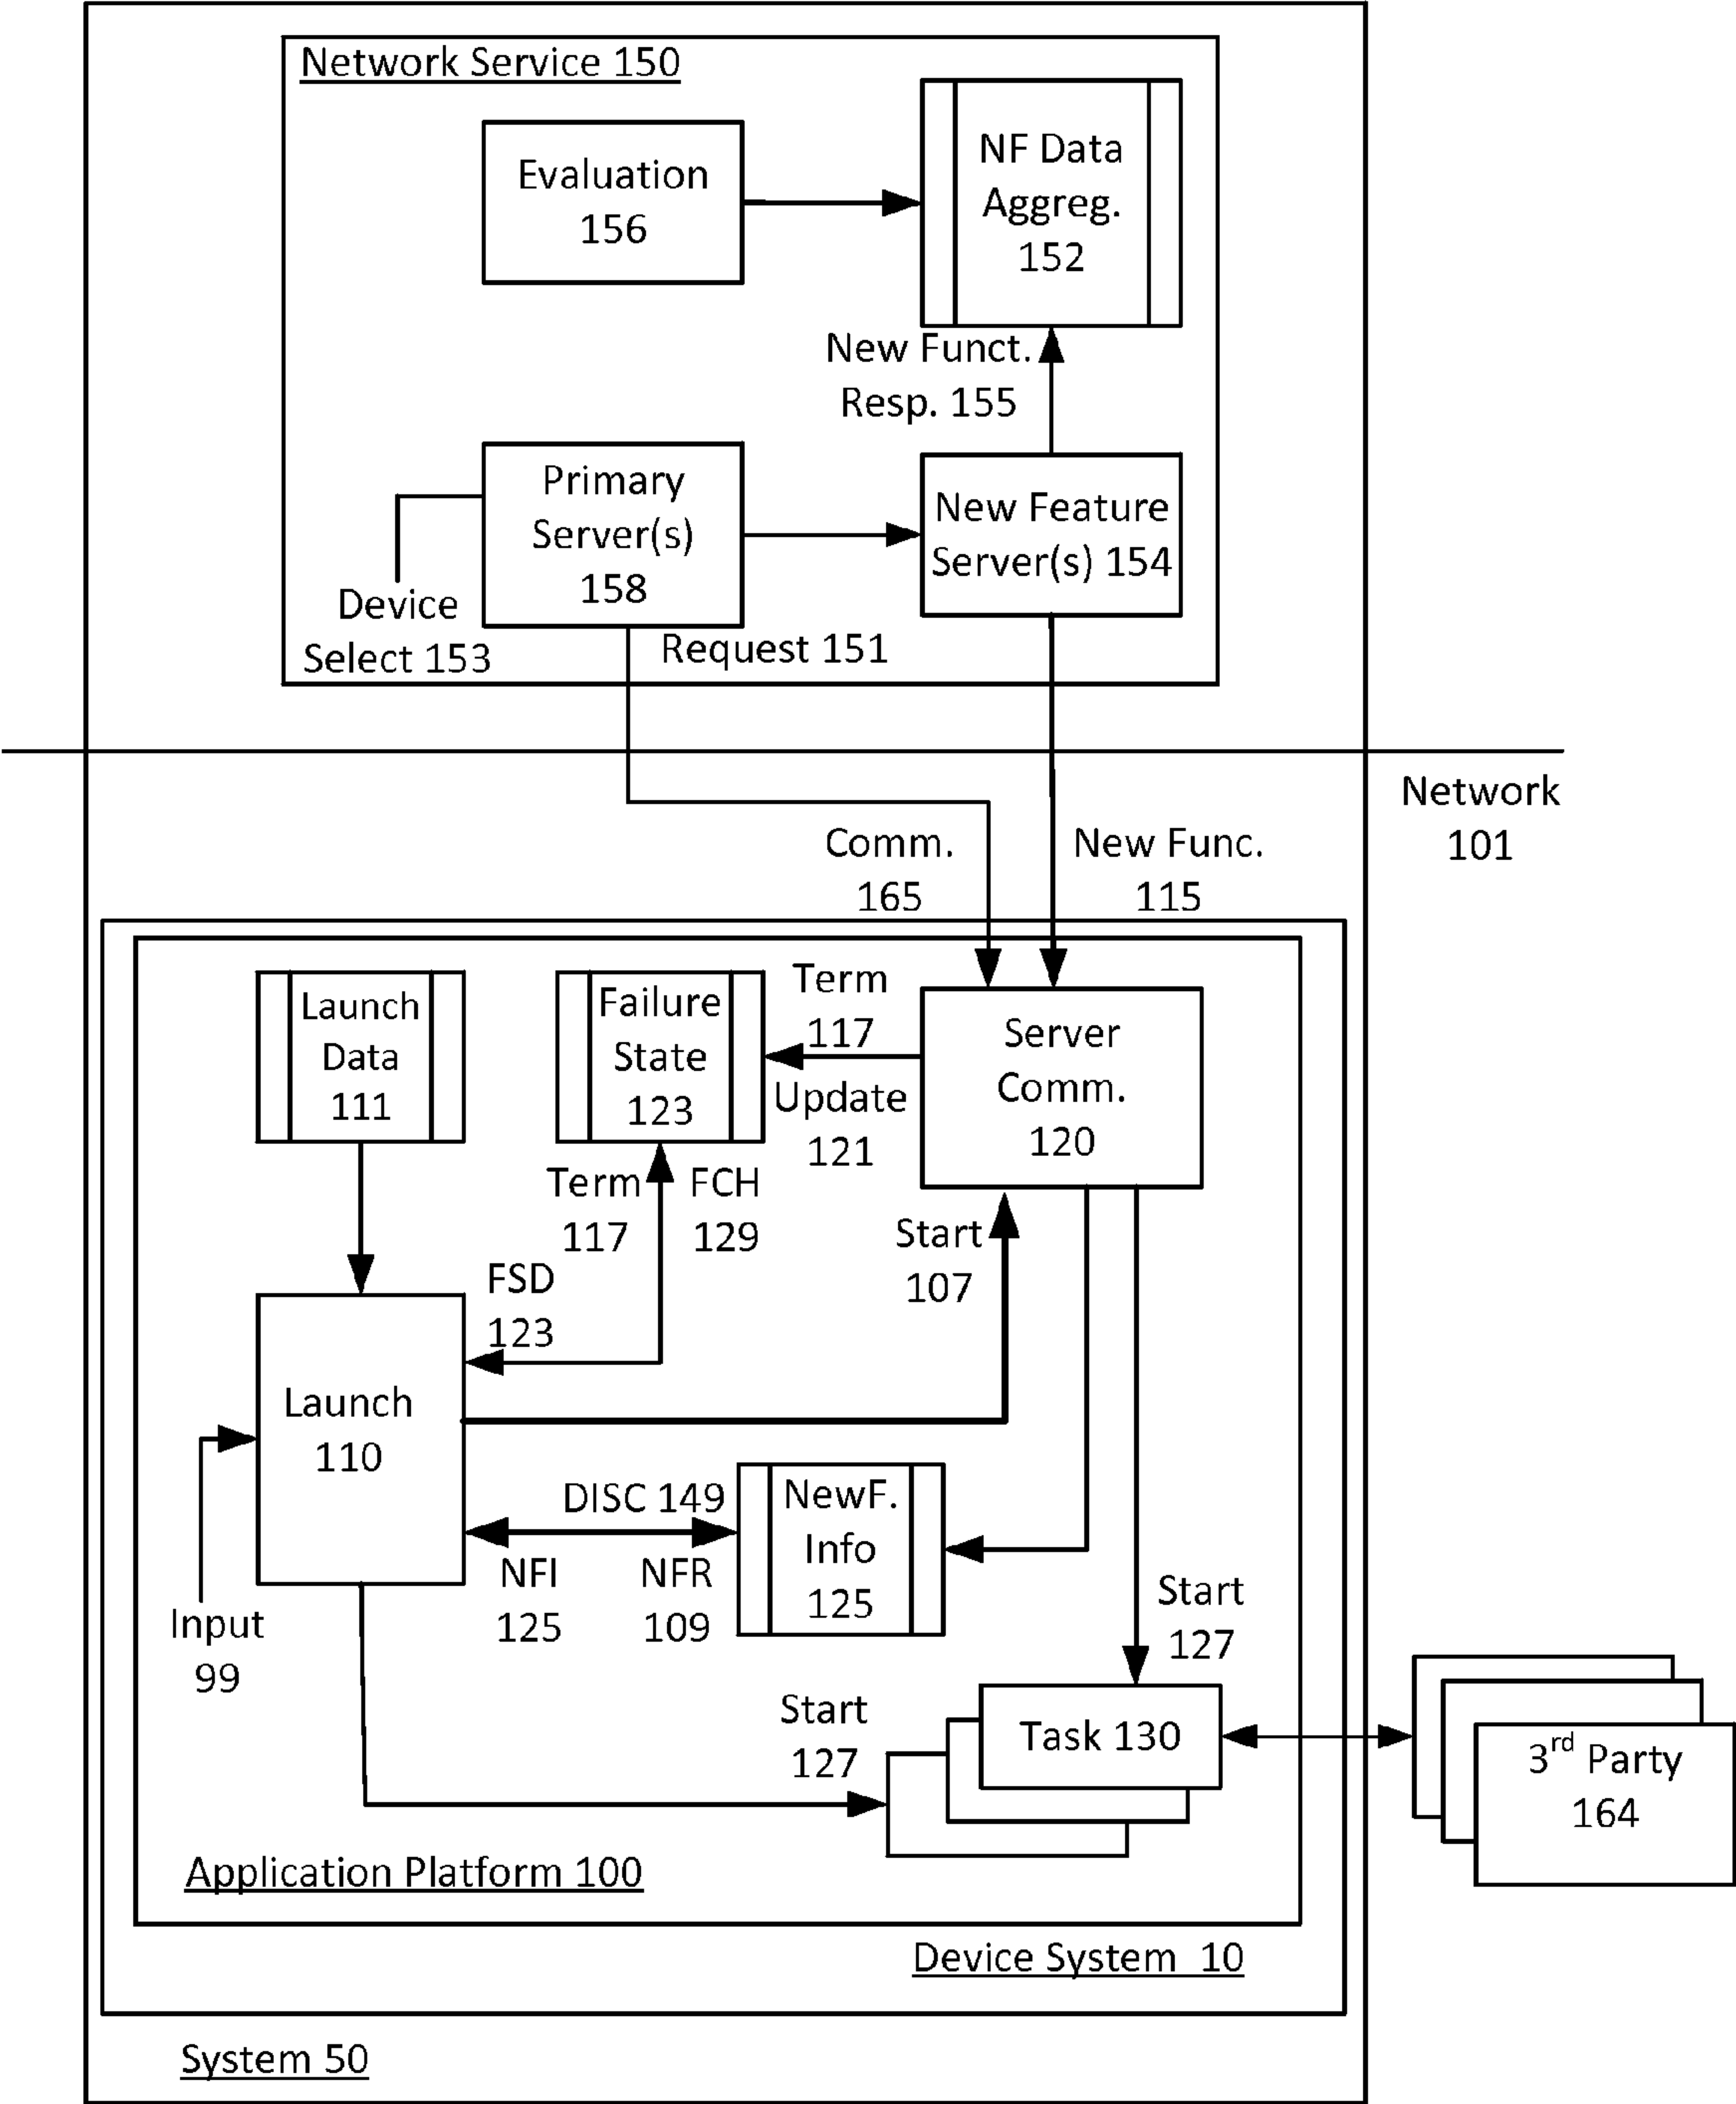 Network Service 150
NF Data
Aggreg.
152
Evaluation
156
New Funct.
Resp. 155
Primary
Server(s)
158
New Feature
Server(s) 154
Device
Select 153
Request 151
Network
101
Comm.
165
New Func.
115
Launch
Data
111
Failure
State
123
Term
117
Update
121
Server
Comm.
120
Term
117
FCH
129
Start
107
FSD
123
Launch
110
DISC 149
NFI
125
NFR
109
NewF.
Info
125
Input
99
Start
127
Start
127
Task 130
3rd Party
164
Application Platform 100
Device System 10
System 50